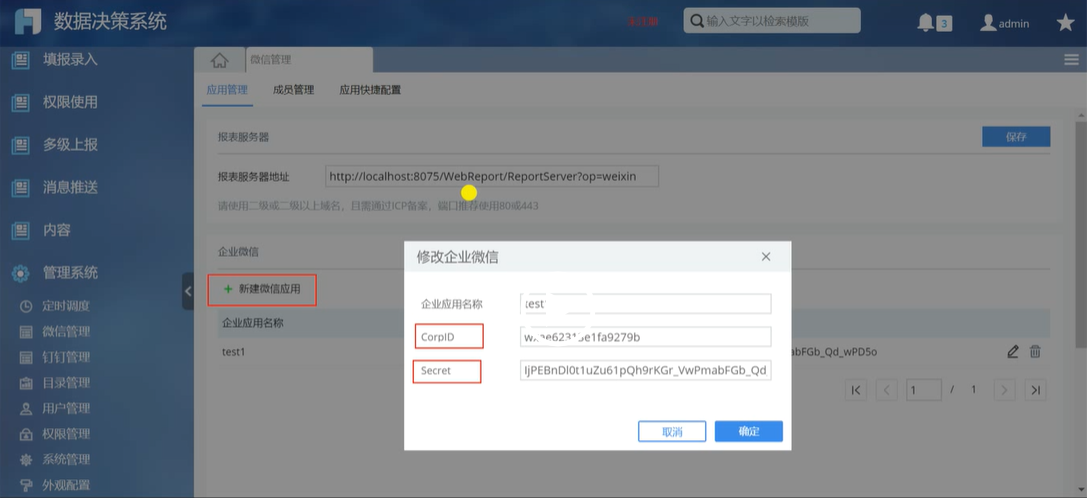 数据决策系统
未注册
输入文字以检索模版
3
admin
填报录入
权限使用
多级上报
消息推送
内容
管理系统
定时调度
微信管理
钉钉管理
目录管理
用户管理
权限管理
系统管理
外观配置
微信管理
应用管理
成员管理
应用快捷配置
报表服务器
保存
报表服务器地址
http://localhost:8075/WebReport/ReportServer?op=weixin
请使用二级或二级以上域名，且需通过ICP备案，端口推荐使用80或443
企业微信
+ 新建微信应用
企业应用名称
test1
abFGb_Qd_wPD5o
1 / 1
修改企业微信
企业应用名称
test
CorpID
Secret
IjPEBnDl0t1uZu61pQh9rKGr_VwPmabFGb_Qd
取消
确定